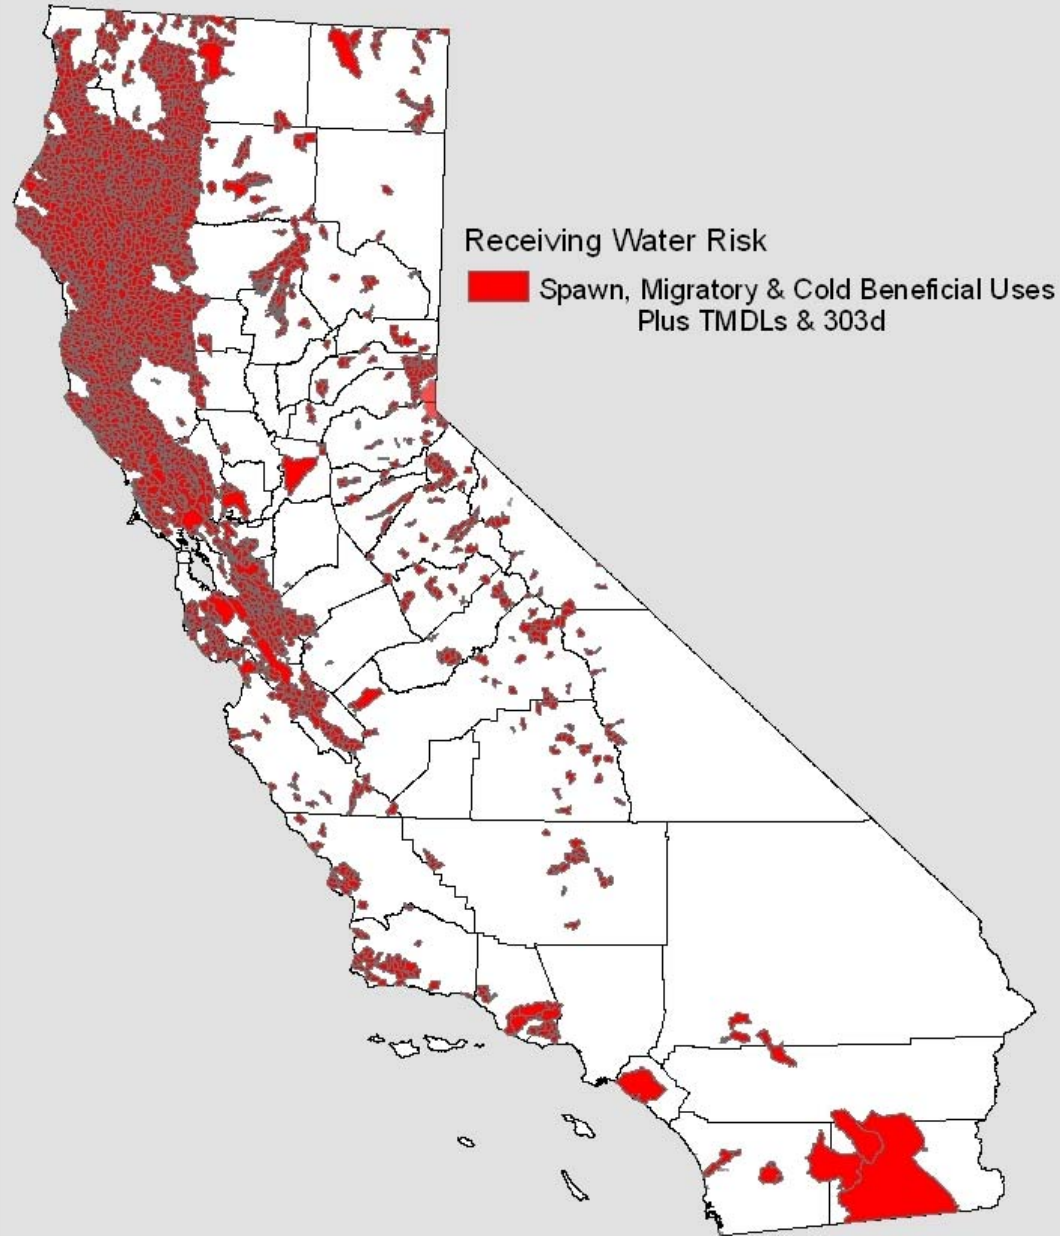 Receiving Water Risk
Spawn, Migratory & Cold Beneficial Uses
Plus TMDLs & 303d